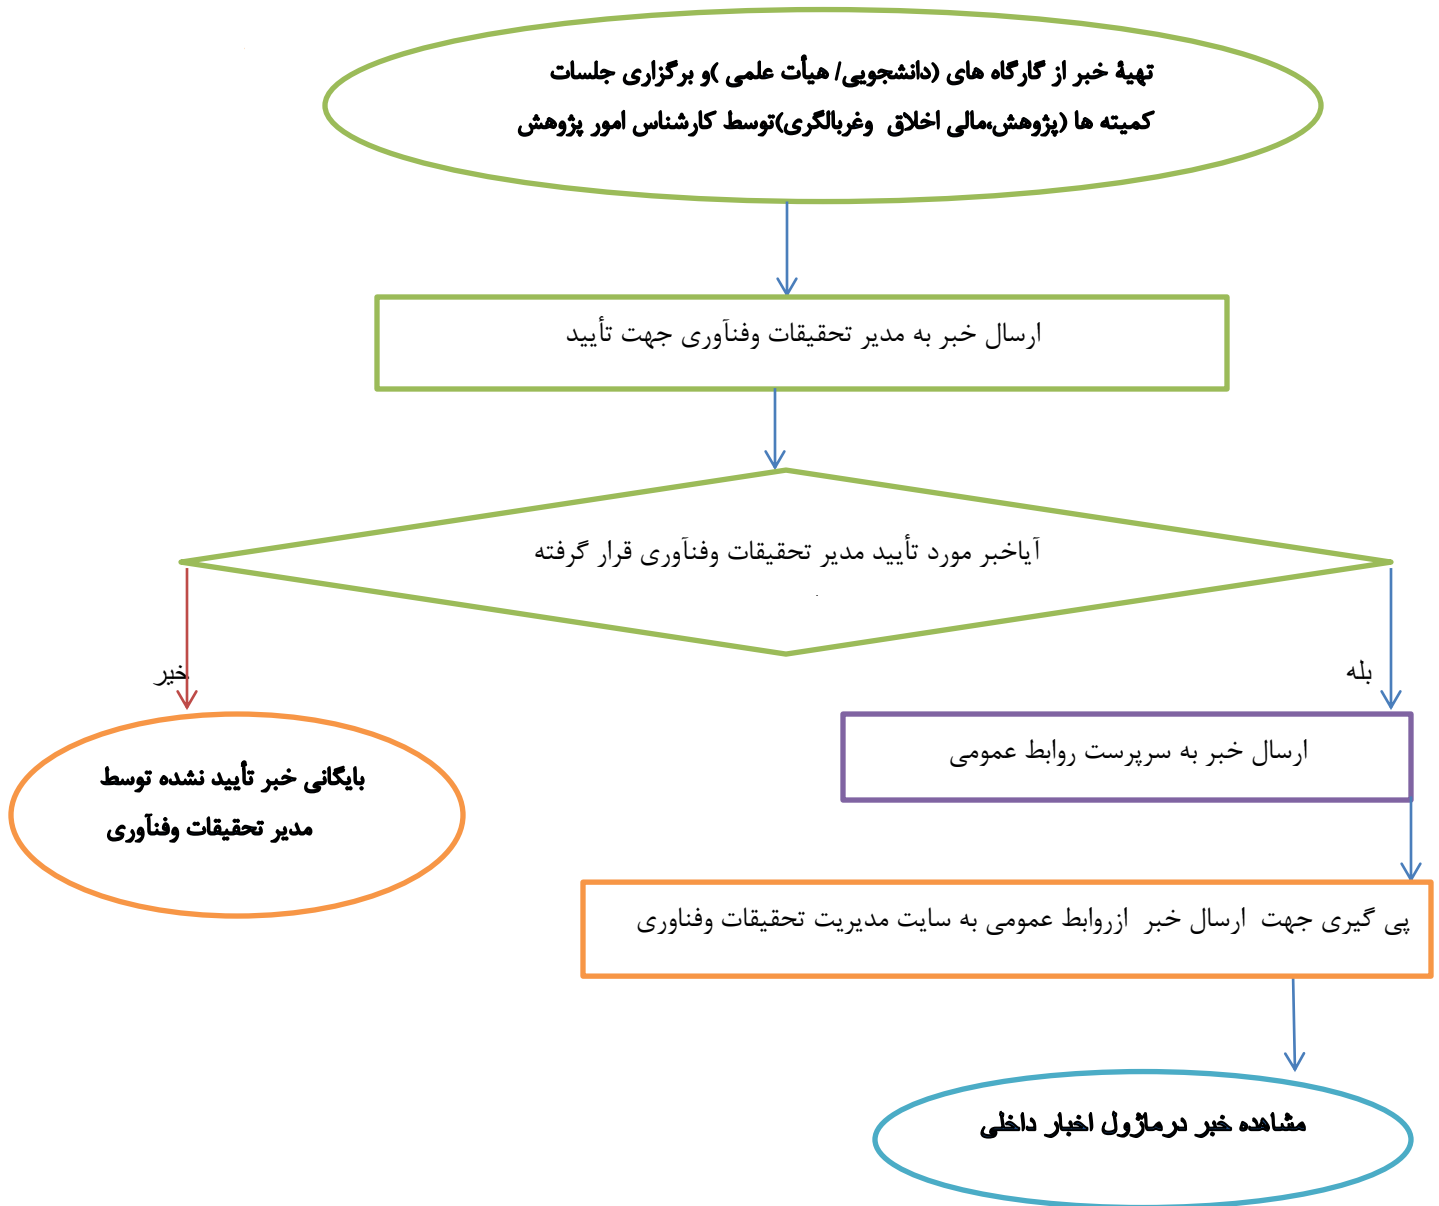 تهیۀ خبر از گارگاه های (دانشجویی/ هیأت علمی )و برگزاری جلسات
کمیته ها (پژوهش،مالی اخلاق وغربالگری)توسط کارشناس امور پژوهش
ارسال خبر به مدیر تحقیقات وفنآوری جهت تأیید
آیاخبر مورد تأیید مدیر تحقیقات وفنآوری قرار گرفته
بله
خیر
ارسال خبر به سرپرست روابط عمومی
بایگانی خبر تأیید نشده توسط
مدیر تحقیقات وفنآوری
پی گیری جهت ارسال خبر ازروابط عمومی به سایت مدیریت تحقیقات وفناوری
مشاهده خبر درماژول اخبار داخلی